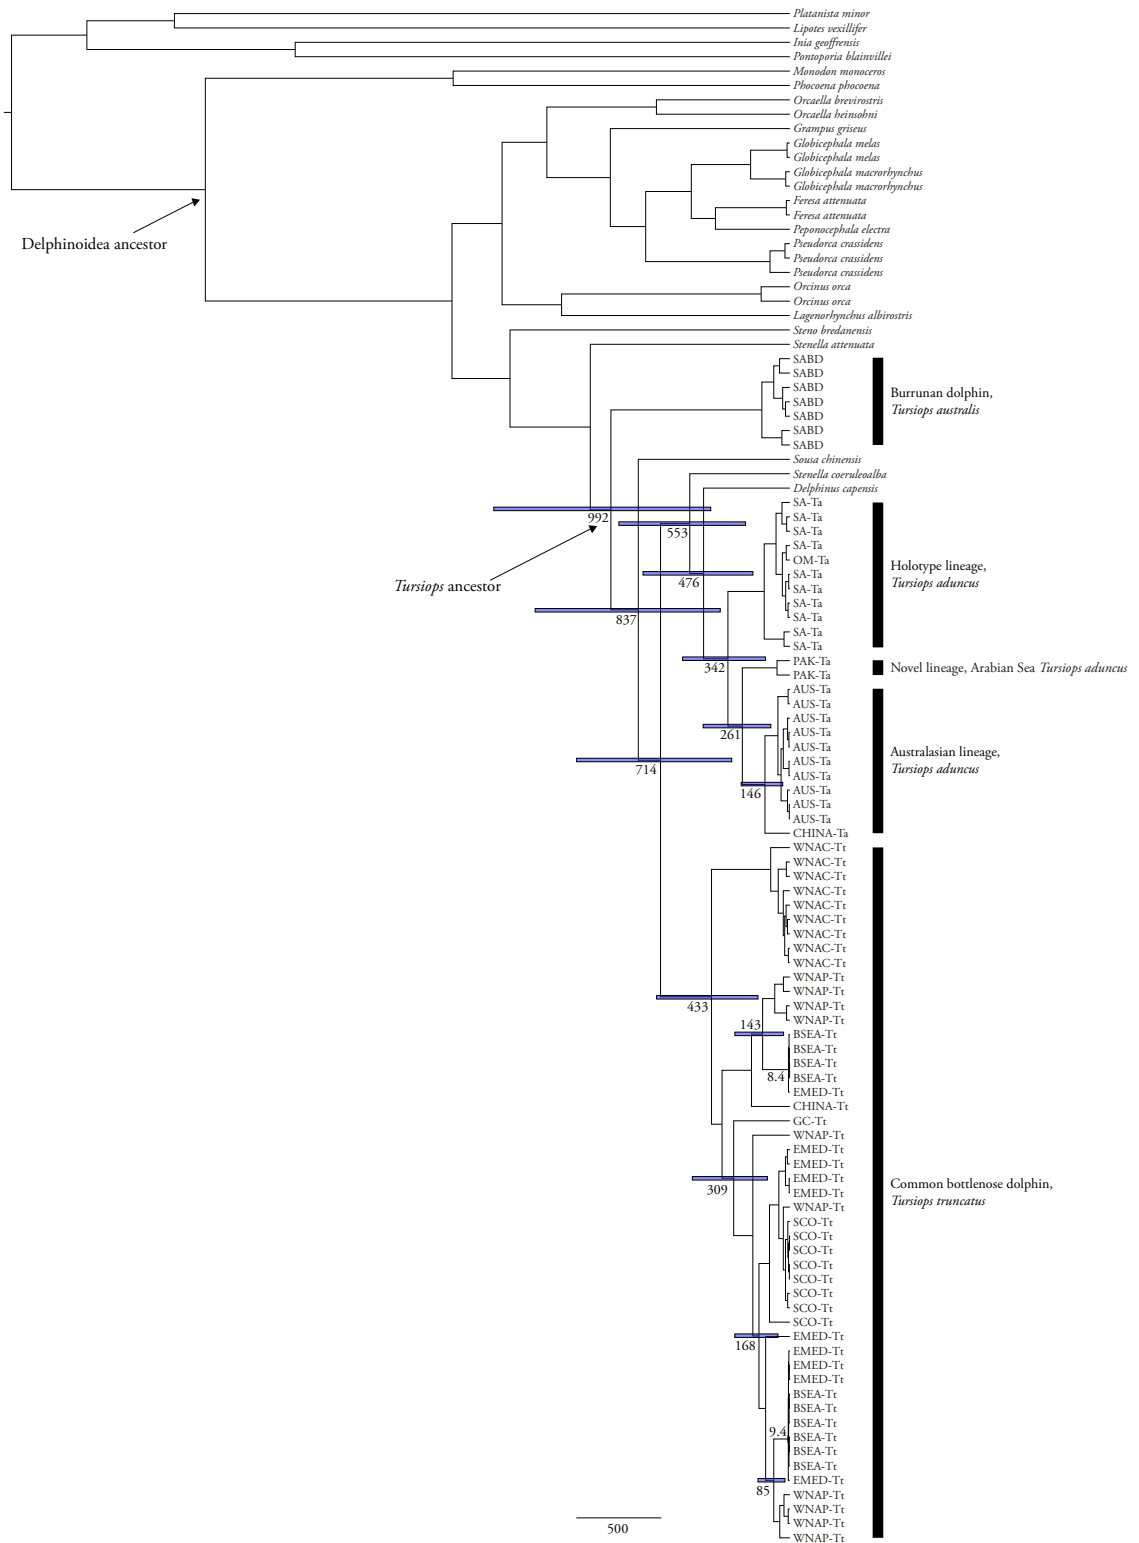 Platanista minor
Lipotes vexillifer
Inia geoffrensis
Pontoporia blainvillei
Monodon monoceros
Phocoena phocoena
Orcaella brevirostris
Orcaella heinsohni
Grampus griseus
Globicephala melas
Globicephala melas
Globicephala macrorhynchus
Globicephala macrorhynchus
Feresa attenuata
Feresa attenuata
Peponocephala electra
Delphinoidea ancestor
Pseudorca crassidens
Pseudorca crassidens
Pseudorca crassidens
Orcinus orca
Orcinus orca
Lagenorhynchus albirostris
Steno bredanensis
Stenella attenuata
SABD
SABD
SABD
SABD
SABD
SABD
SABD
Burrunan dolphin,
Tursiops australis
Sousa chinensis
Stenella coeruleoalba
Delphinus capensis
SA-Ta
SA-Ta
SA-Ta
SA-Ta
OM-Ta
SA-Ta
SA-Ta
SA-Ta
SA-Ta
SA-Ta
SA-Ta
Holotype lineage,
Tursiops aduncus
992
553
476
Tursiops ancestor
837
342
PAK-Ta
PAK-Ta
Novel lineage, Arabian Sea Tursiops aduncus
AUS-Ta
AUS-Ta
AUS-Ta
AUS-Ta
AUS-Ta
AUS-Ta
AUS-Ta
AUS-Ta
AUS-Ta
AUS-Ta
CHINA-Ta
Australasian lineage,
Tursiops aduncus
261
714
146
WNAC-Tt
WNAC-Tt
WNAC-Tt
WNAC-Tt
WNAC-Tt
WNAC-Tt
WNAC-Tt
WNAC-Tt
WNAC-Tt
WNAP-Tt
WNAP-Tt
WNAP-Tt
WNAP-Tt
433
143
BSEA-Tt
BSEA-Tt
BSEA-Tt
BSEA-Tt
8.4
EMED-Tt
CHINA-Tt
GC-Tt
WNAP-Tt
EMED-Tt
EMED-Tt
EMED-Tt
EMED-Tt
309
Common bottlenose dolphin,
Tursiops truncatus
WNAP-Tt
SCO-Tt
SCO-Tt
SCO-Tt
SCO-Tt
SCO-Tt
SCO-Tt
SCO-Tt
SCO-Tt
EMED-Tt
168
EMED-Tt
EMED-Tt
EMED-Tt
BSEA-Tt
BSEA-Tt
BSEA-Tt
9.4
BSEA-Tt
BSEA-Tt
BSEA-Tt
EMED-Tt
85
WNAP-Tt
WNAP-Tt
WNAP-Tt
WNAP-Tt
500